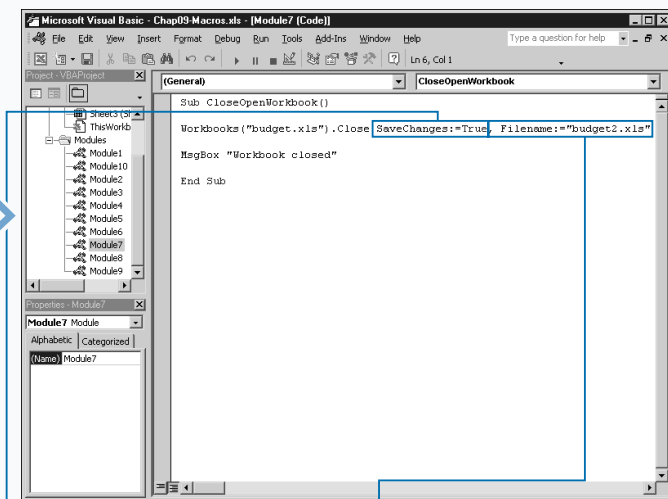 Microsoft Visual Basic - Chap09-Macros.xls - [Module7 (Code)]
File Edit View Insert Format Debug Run Tools Add-Ins Window Help Type a question for help
Ln 6, Col 1
Project - VBAProject
(General) CloseOpenWorkbook
Sheet3 (Sl
ThisWorkb
Modules
Module1
Module10
Module2
Module3
Module4
Module5
Module6
Module7
Module8
Module9
Properties - Module7
Module7 Module
Alphabetic Categorized
(Name) Module7
Sub CloseOpenWorkbook()
Workbooks("budget.xls").Close SaveChanges:=True, Filename:="budget2.xls"
MsgBox "Workbook closed"
End Sub